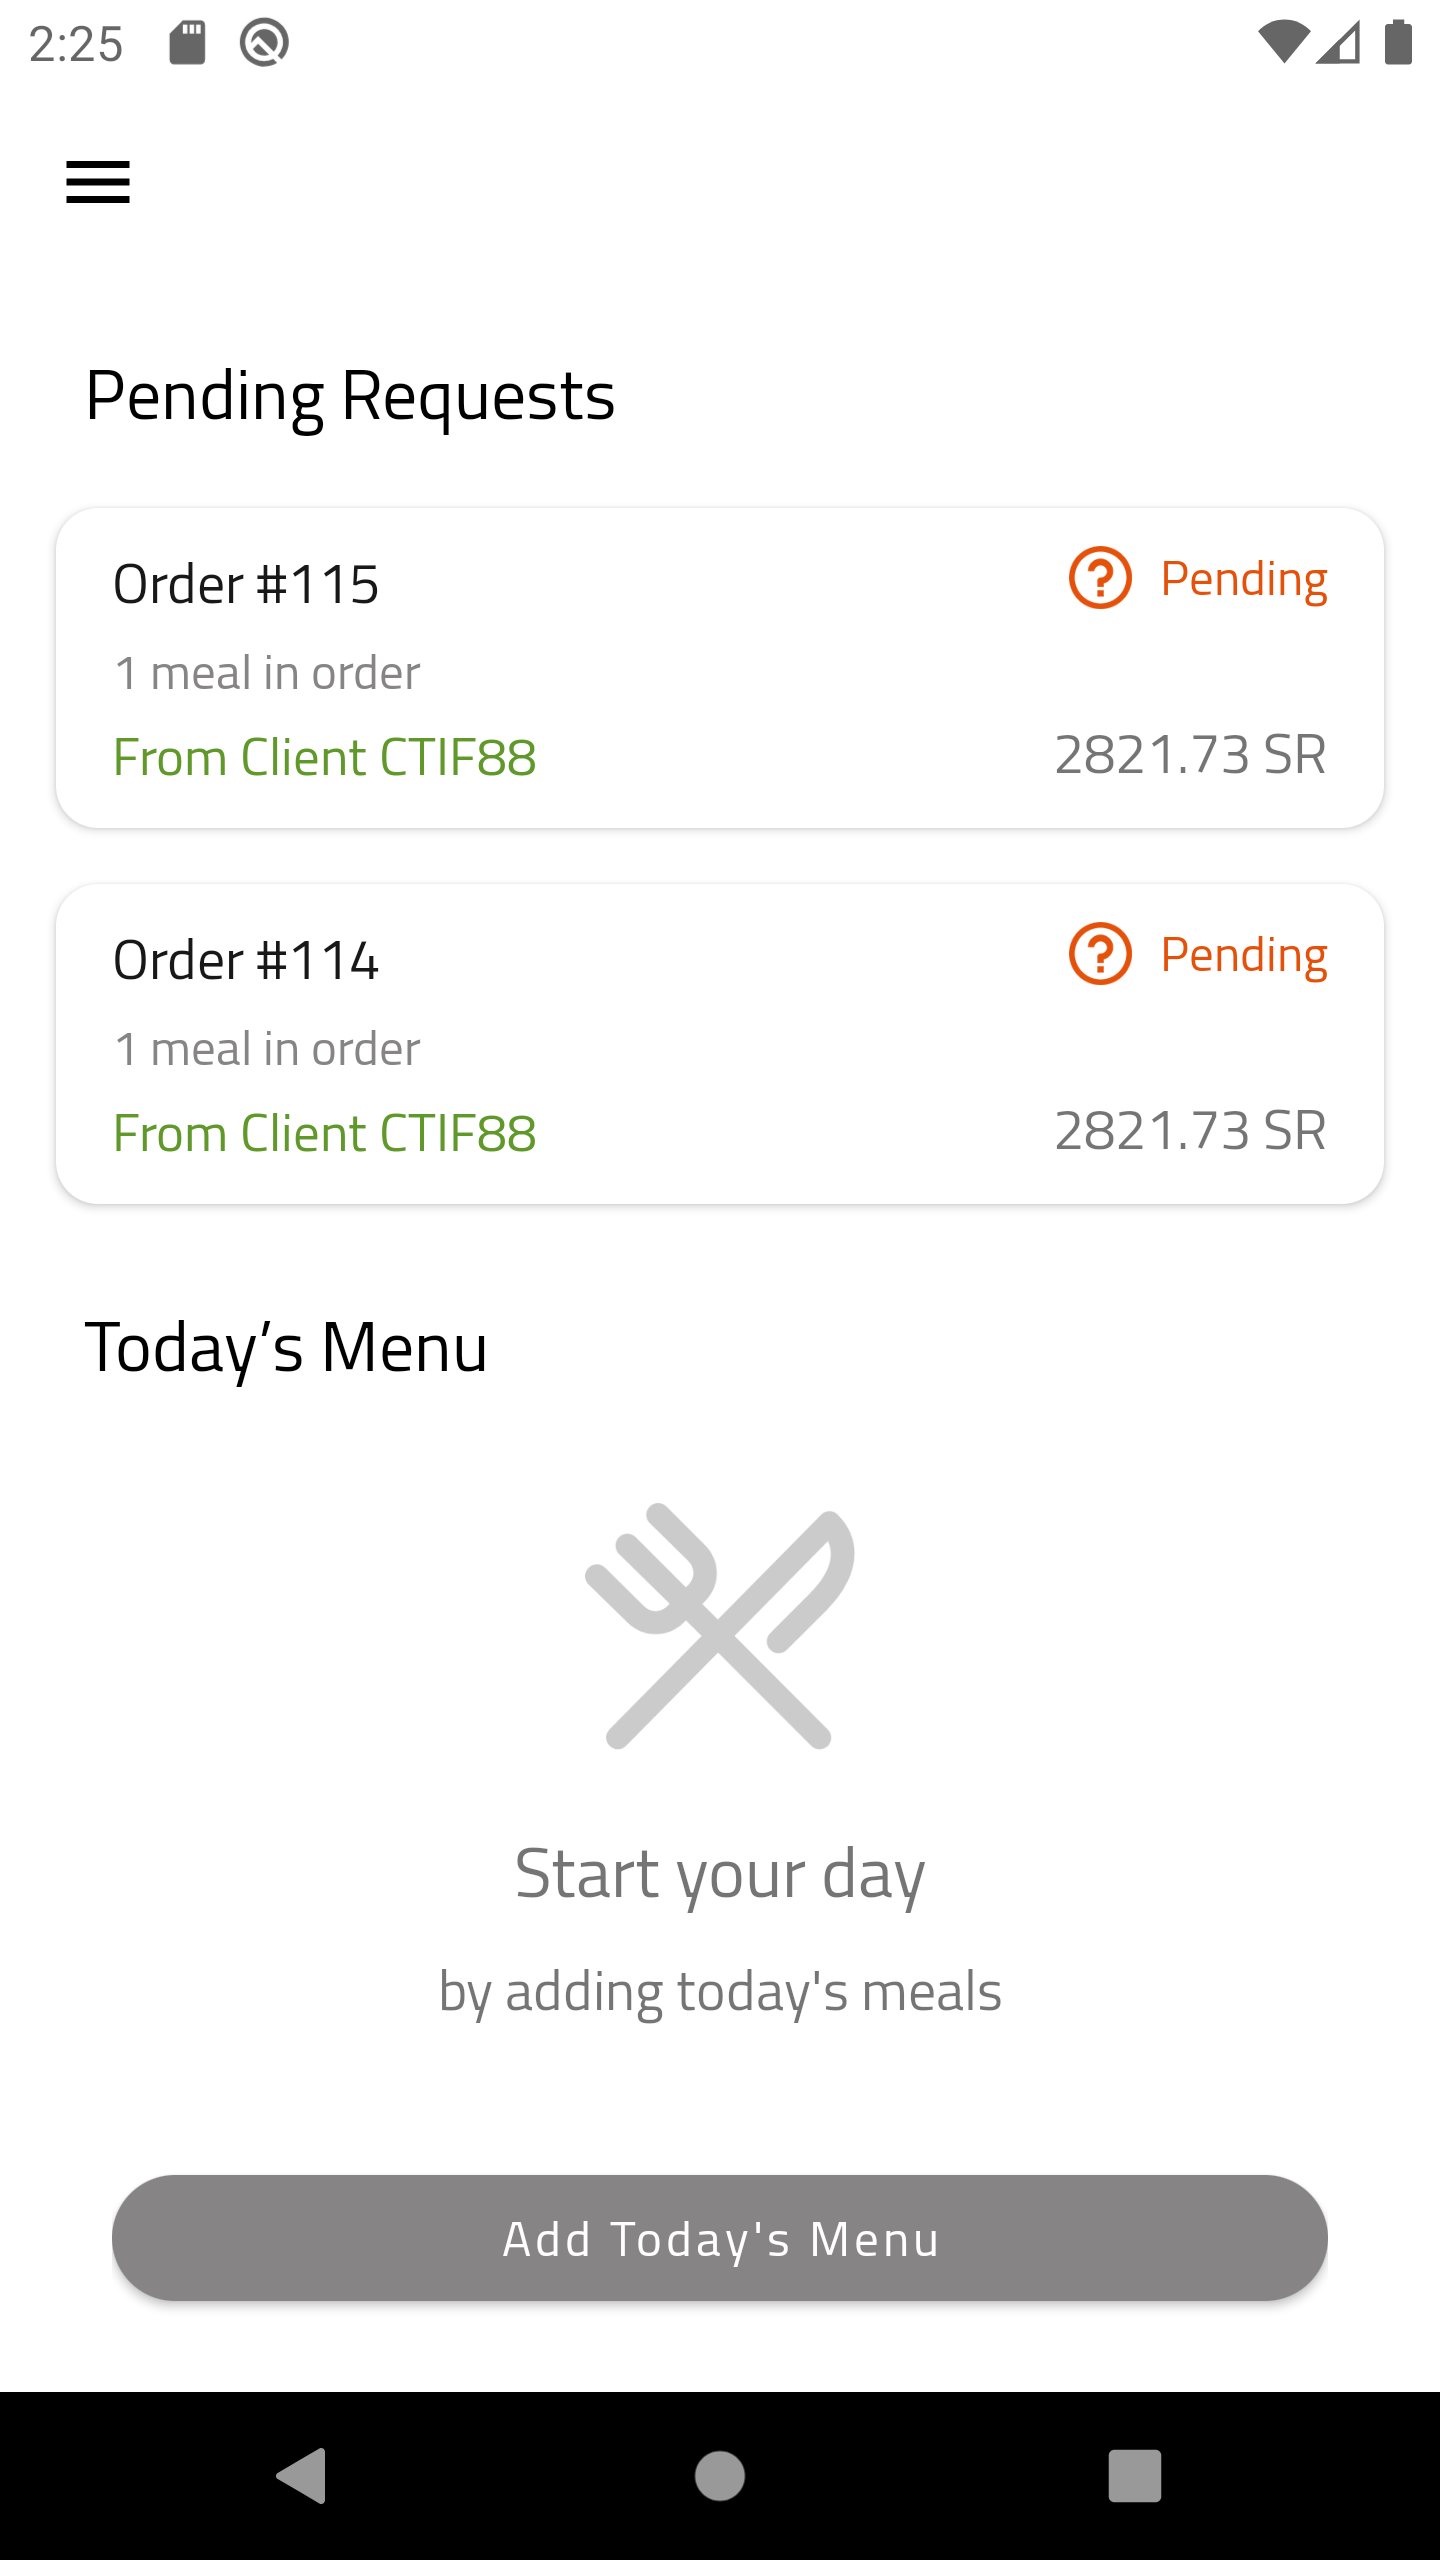 2:25
Pending Requests
Order #115
Pending
1 meal in order
From Client CTIF88
2821.73 SR
Order #114
Pending
1 meal in order
From Client CTIF88
2821.73 SR
Today’s Menu
Start your day
by adding today's meals
Add Today's Menu